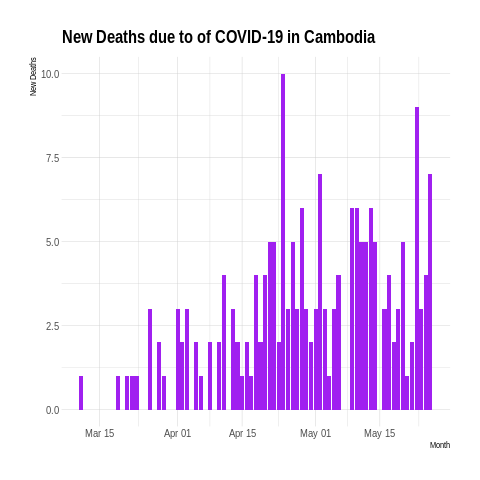 New Deaths due to of COVID-19 in Cambodia
New Deaths
10.0
7.5
5.0
2.5
0.0
Mar 15 Apr 01 Apr 15 May 01 May 15
Month